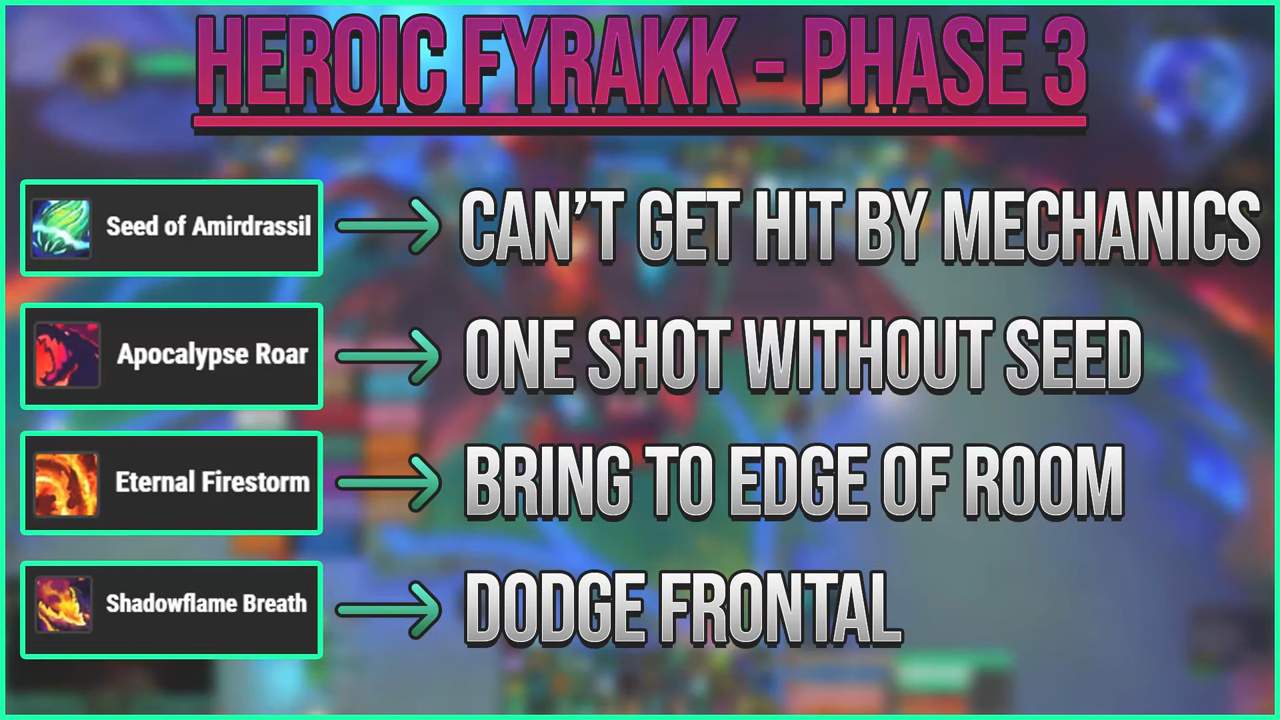 HEROIC FYRAKK - PHASE 3
Seed of Amirdrassil
CAN'T GET HIT BY MECHANICS
Apocalypse Roar
ONE SHOT WITHOUT SEED
Eternal Firestorm
BRING TO EDGE OF ROOM
Shadowflame Breath
DODGE FRONTAL